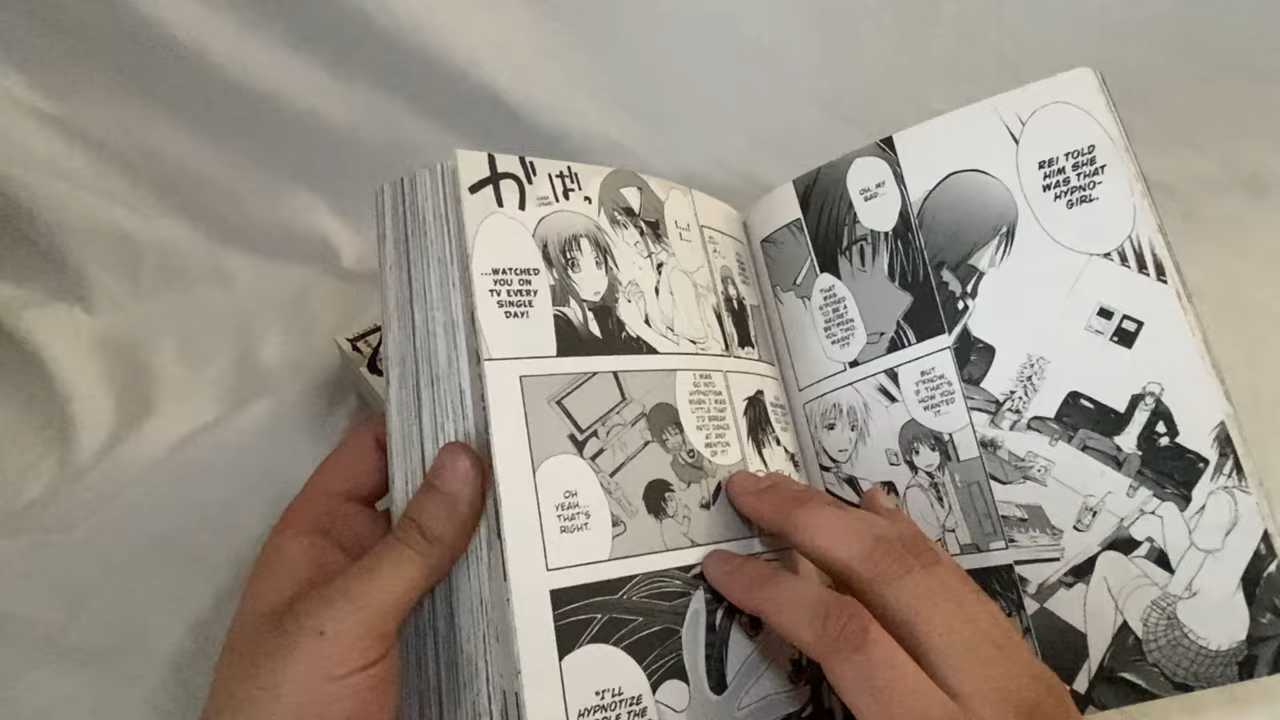 REI TOLD
HIM SHE
WAS THAT
HYPNO-
GIRL.
OH, MY
BAD...
THAT
WAS
S'POSED
TO BE A
SECRET
BETWEEN
YOU TWO,
WASN'T
IT?
BUT
Y'KNOW,
IF THAT'S
HOW YOU
WANTED
IT...
がばっ
...WATCHED
YOU ON
TV EVERY
SINGLE
DAY!
I WAS
SO INTO
HYPNOTISM
WHEN I WAS
LITTLE THAT
I'D BREAK
INTO DANCE
AT ANY
MENTION
OF IT!
OH
YEAH...
THAT'S
RIGHT.
"I'LL
HYPNOTIZE
THE